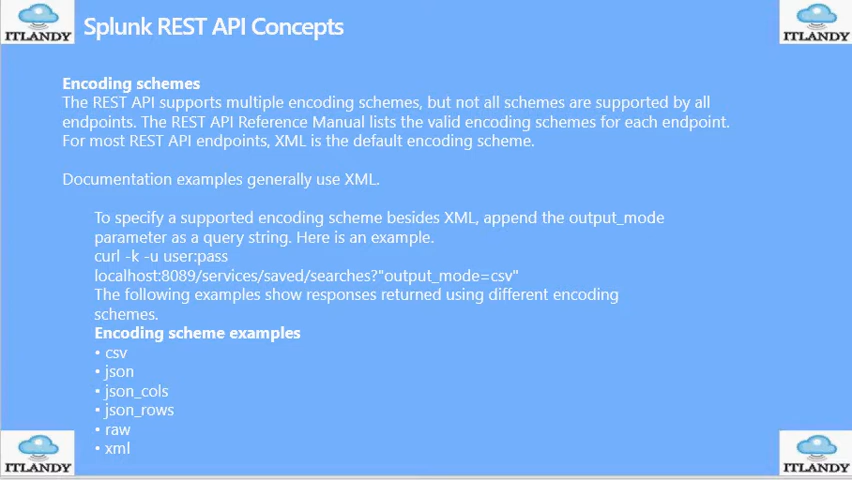 ITLANDY
Splunk REST API Concepts
ITLANDY
Encoding schemes
The REST API supports multiple encoding schemes, but not all schemes are supported by all
endpoints. The REST API Reference Manual lists the valid encoding schemes for each endpoint.
For most REST API endpoints, XML is the default encoding scheme.
Documentation examples generally use XML.
To specify a supported encoding scheme besides XML, append the output_mode
parameter as a query string. Here is an example.
curl -k -u user:pass
localhost:8089/services/saved/searches?"output_mode=csv"
The following examples show responses returned using different encoding
schemes.
Encoding scheme examples
• csv
• json
• json_cols
• json_rows
• raw
• xml
ITLANDY
ITLANDY